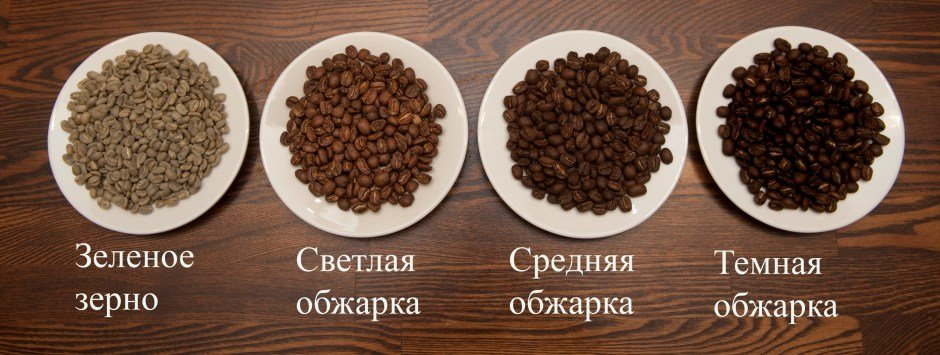 Зеленое
зерно
Светлая
обжарка
Средняя
обжарка
Темная
обжарка